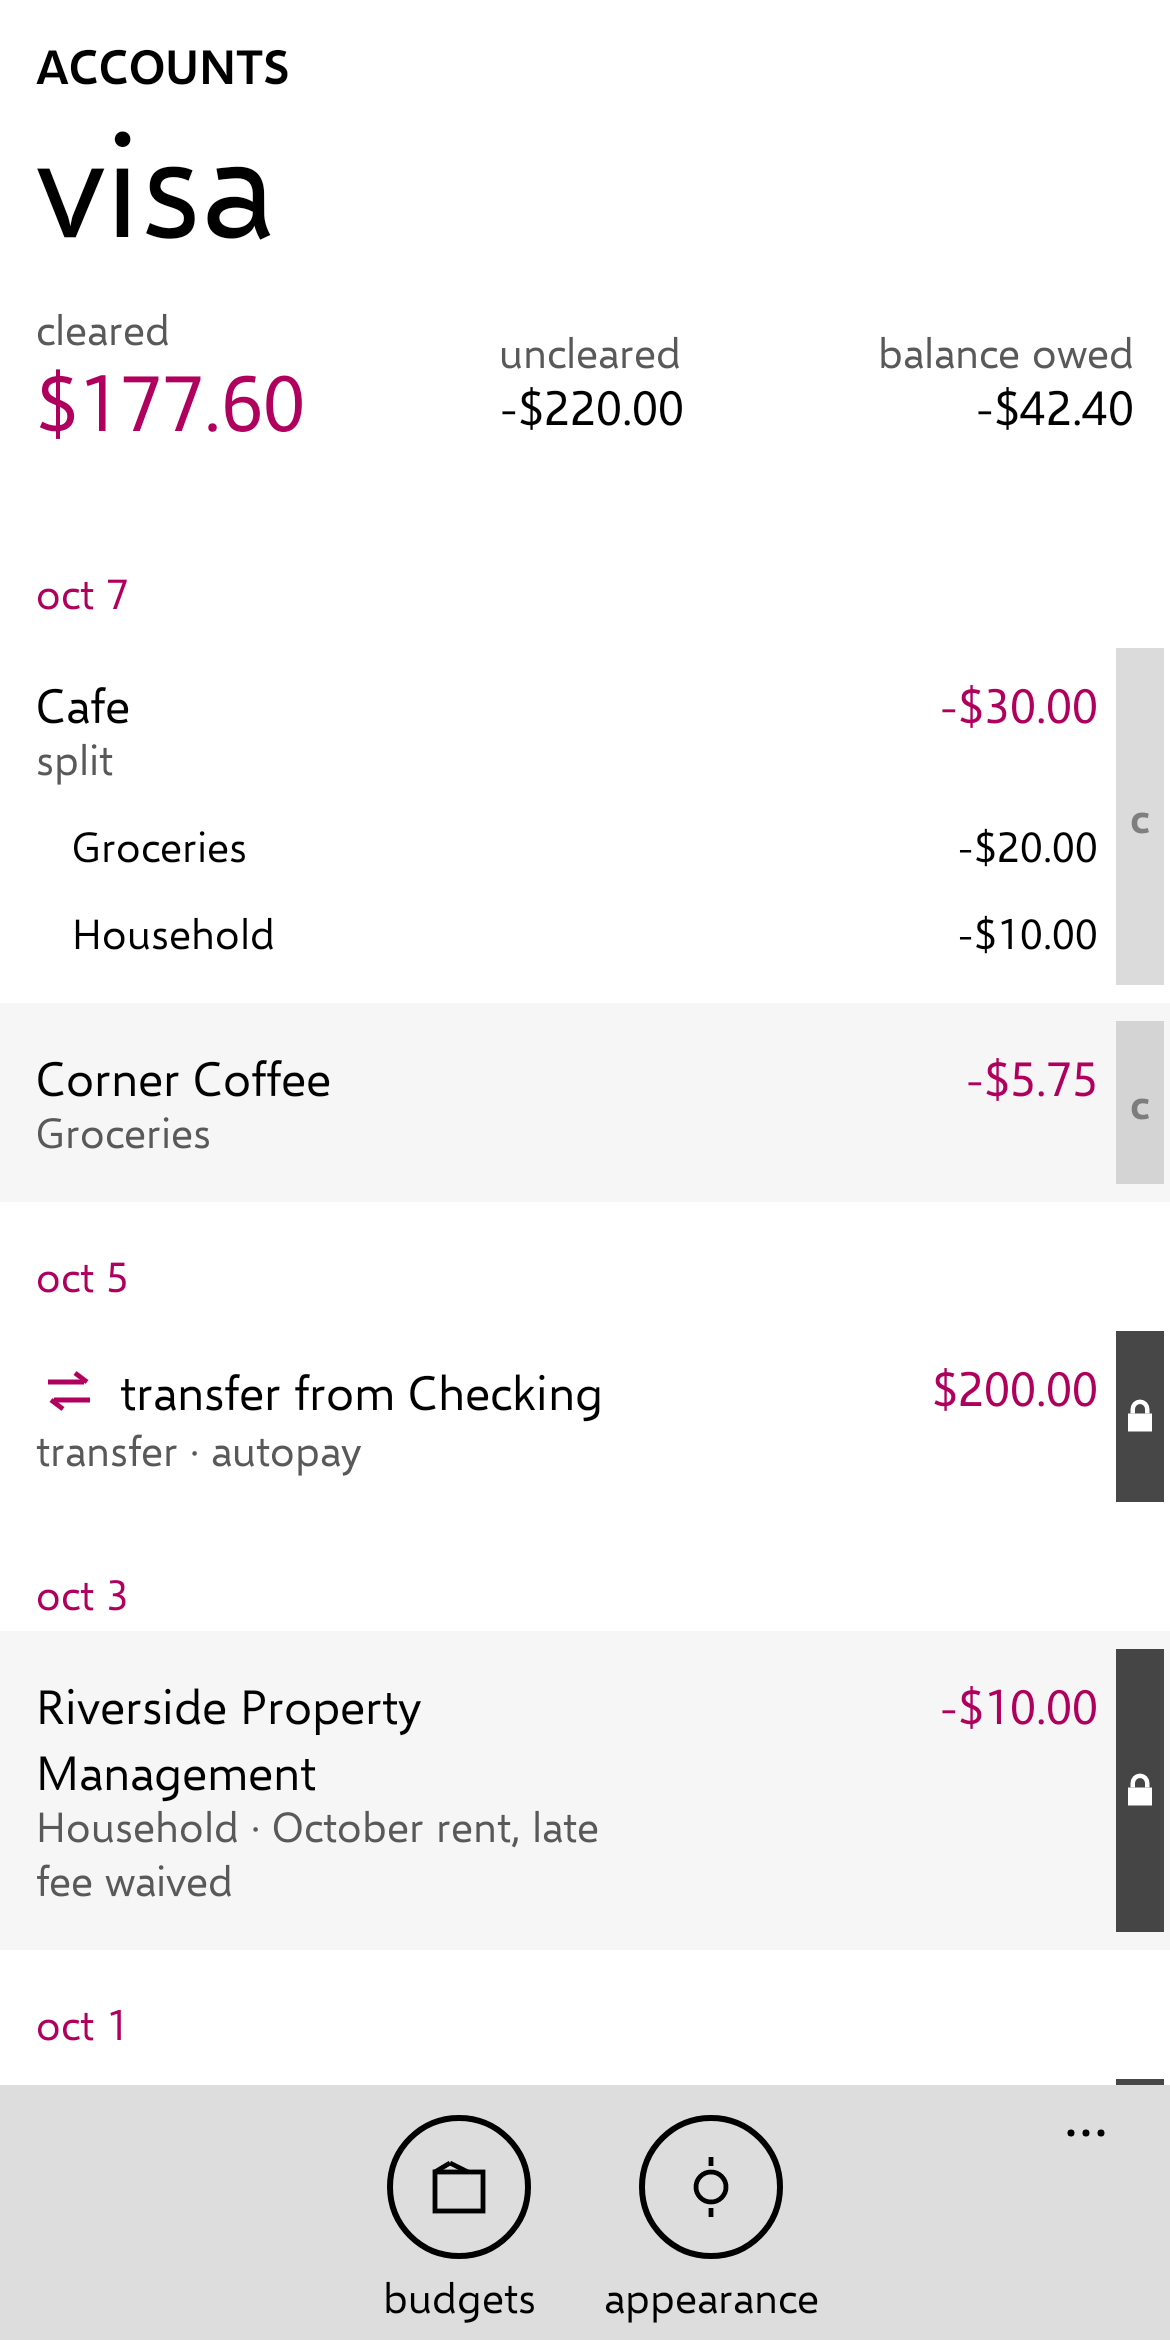 ACCOUNTS
visa
cleared
$177.60
uncleared
-$220.00
balance owed
-$42.40
oct 7
Cafe
-$30.00
split
c
Groceries
-$20.00
Household
-$10.00
Corner Coffee
-$5.75
c
Groceries
oct 5
transfer from Checking
$200.00
transfer · autopay
oct 3
Riverside Property
-$10.00
Management
Household · October rent, late
fee waived
oct 1
...
budgets
appearance